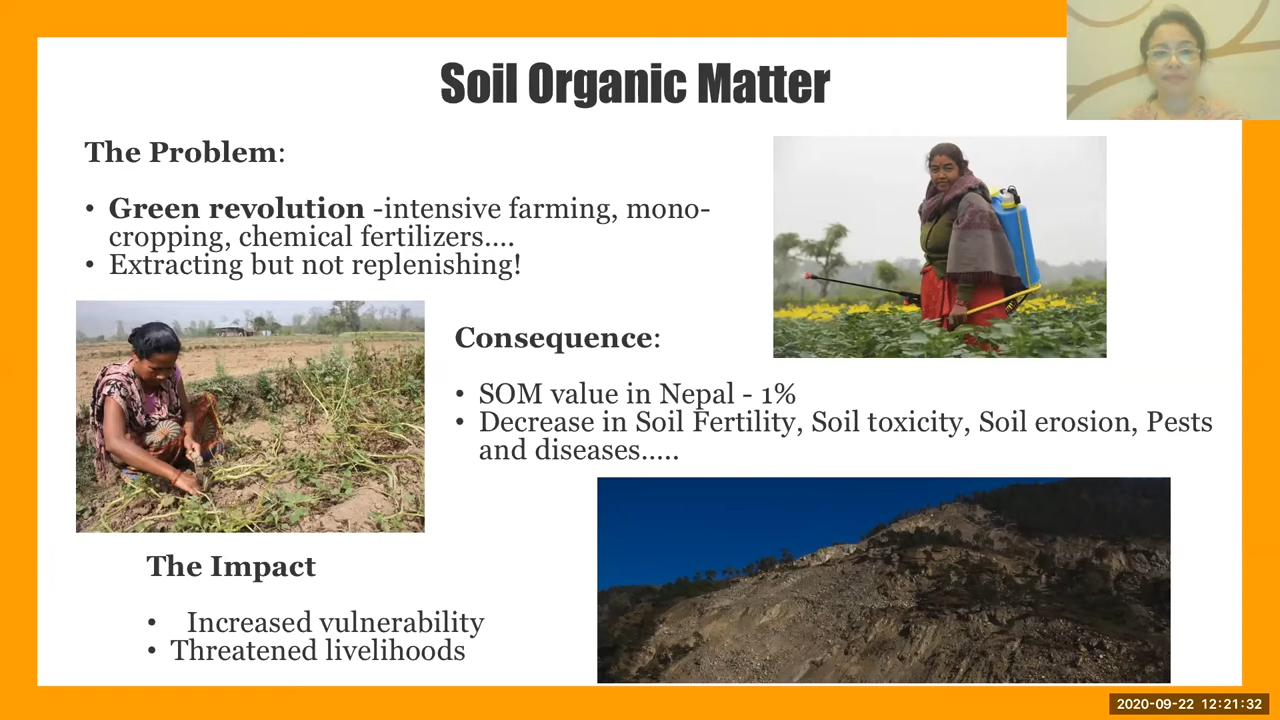 Soil Organic Matter
The Problem:
• Green revolution -intensive farming, mono-
cropping, chemical fertilizers....
• Extracting but not replenishing!
Consequence:
• SOM value in Nepal - 1%
• Decrease in Soil Fertility, Soil toxicity, Soil erosion, Pests
and diseases.....
The Impact
• Increased vulnerability
• Threatened livelihoods
2020-09-22 12:21:32